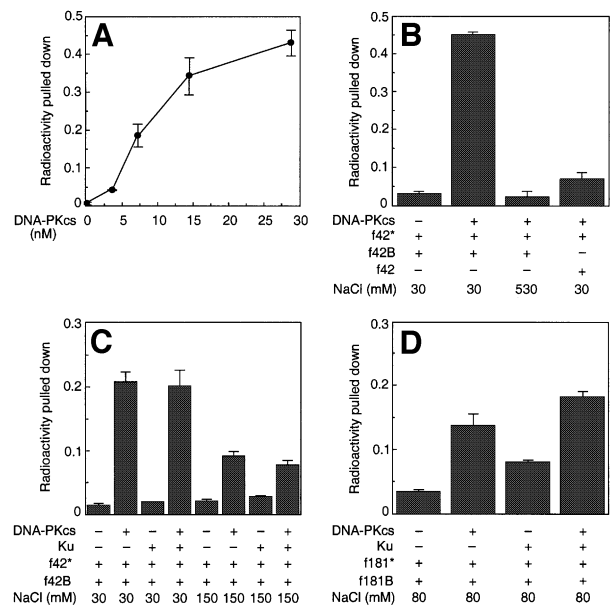 A
Radioactivity pulled down
0.5
0.4
0.3
0.2
0.1
0
0 5 10 15 20 25 30
DNA-PKcs
(nM)
B
Radioactivity pulled down
0.5
0.4
0.3
0.2
0.1
0
DNA-PKcs – + + +
f42* + + + +
f42B + + + –
f42 – – – +
NaCl (mM) 30 30 530 30
C
Radioactivity pulled down
0.3
0.2
0.1
0
DNA-PKcs – + – + – + – +
Ku – – + + – – + +
f42* + + + + + + + +
f42B + + + + + + + +
NaCl (mM) 30 30 30 30 150 150 150 150
D
Radioactivity pulled down
0.3
0.2
0.1
0
DNA-PKcs – + – +
Ku – – + +
f181* + + + +
f181B + + + +
NaCl (mM) 80 80 80 80